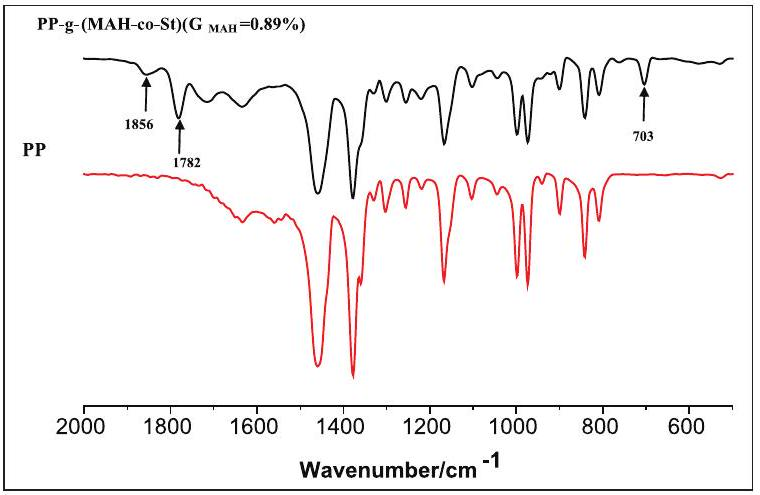 PP-g-(MAH-co-St)(G MAH=0.89%)
1856
1782
703
PP
2000 1800 1600 1400 1200 1000 800 600
Wavenumber/cm -1